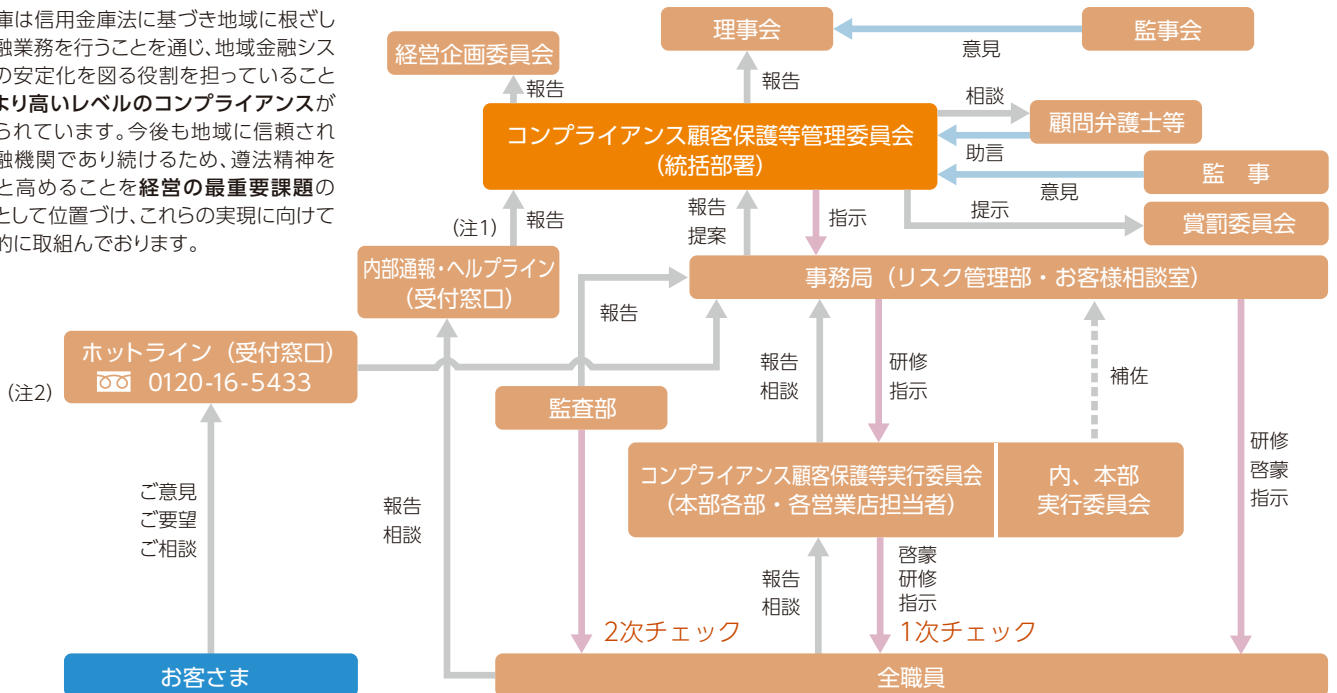 庫は信用金庫法に基づき地域に根ざし
融業務を行うことを通じ、地域金融シス
の安定化を図る役割を担っていること
より高いレベルのコンプライアンスが
られています。今後も地域に信頼され
融機関であり続けるため、遵法精神を
と高めることを経営の最重要課題の
として位置づけ、これらの実現に向けて
的に取組んでおります。
理事会
監事会
意見
経営企画委員会
報告
報告
相談
コンプライアンス顧客保護等管理委員会
(統括部署)
顧問弁護士等
助言
監　事
意見
提示
賞罰委員会
(注1)
報告
報告
提案
指示
内部通報・ヘルプライン
(受付窓口)
事務局(リスク管理部・お客様相談室)
報告
ホットライン(受付窓口)
0120-16-5433
(注2)
報告
相談
研修
指示
補佐
監査部
研修
啓蒙
指示
コンプライアンス顧客保護等実行委員会
(本部各部・各営業店担当者)
内、本部
実行委員会
ご意見
ご要望
ご相談
報告
相談
報告
相談
啓蒙
研修
指示
2次チェック
1次チェック
お客さま
全職員